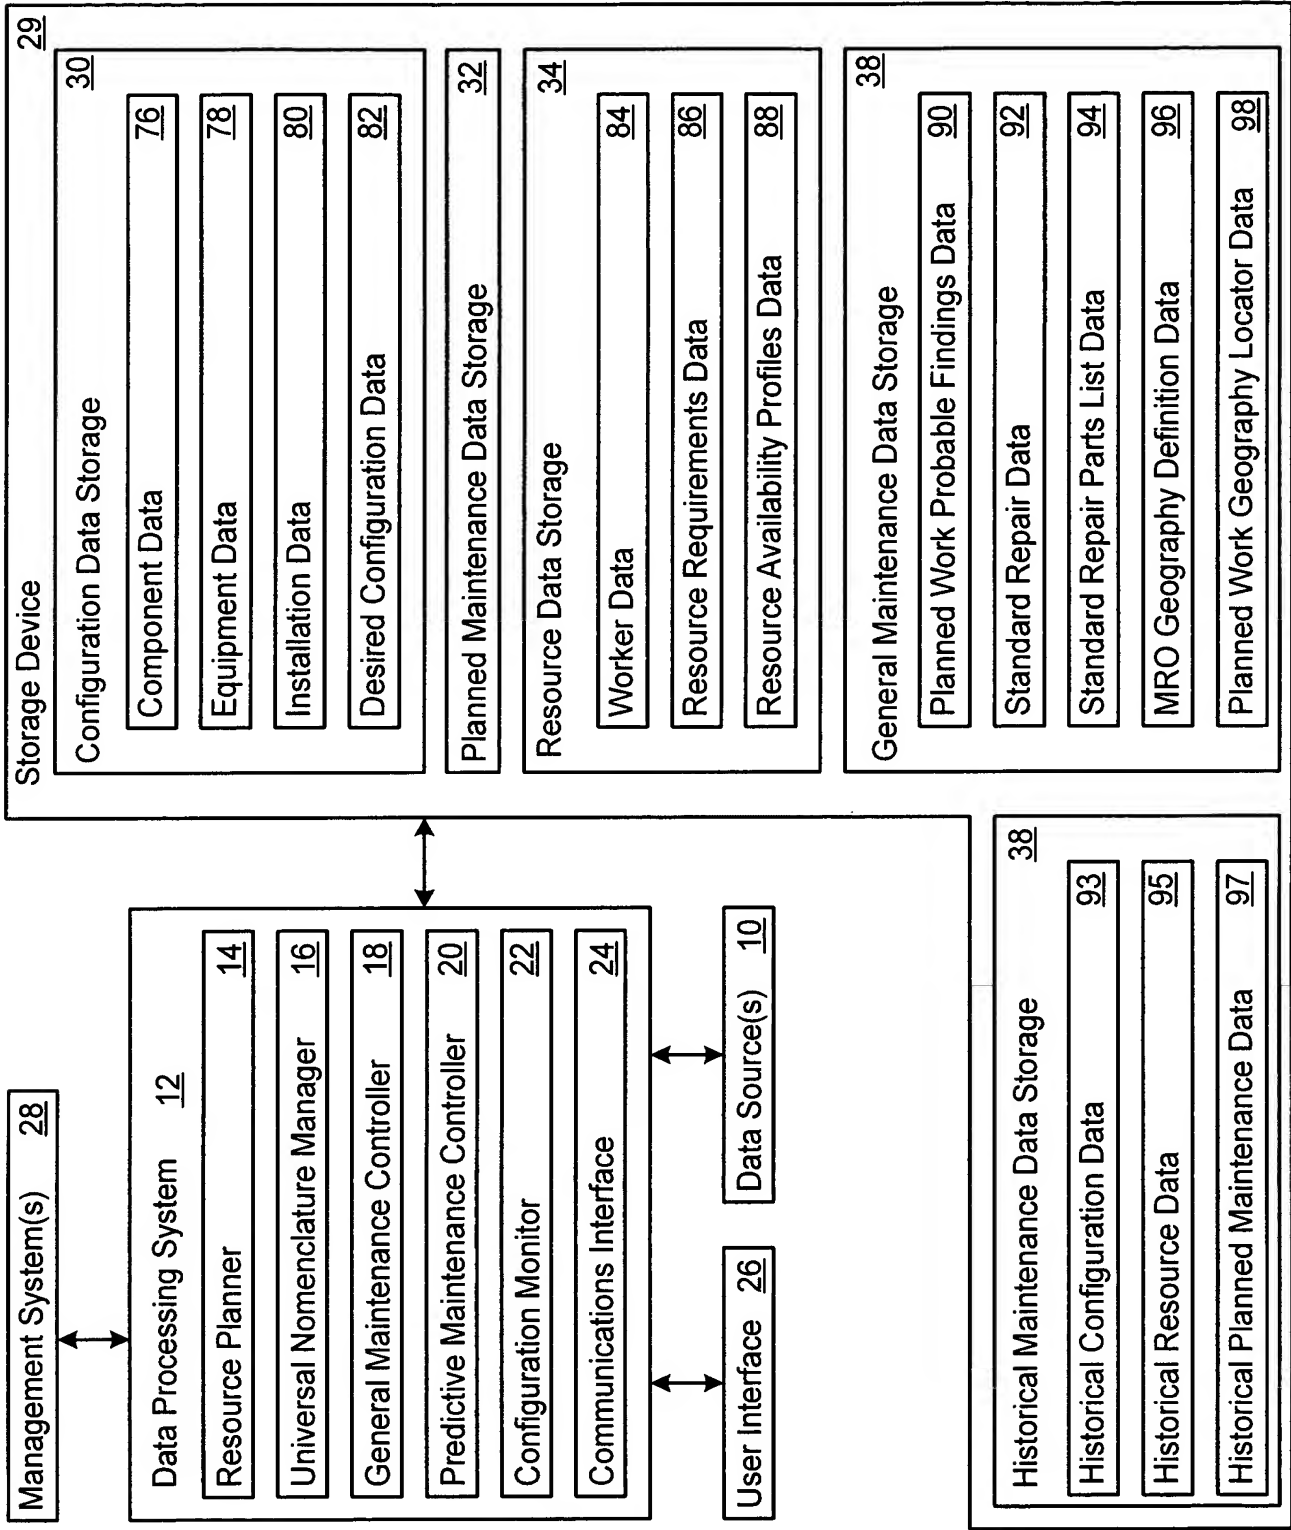 Management System(s) 28
Data Processing System 12
Resource Planner 14
Universal Nomenclature Manager 16
General Maintenance Controller 18
Predictive Maintenance Controller 20
Configuration Monitor 22
Communications Interface 24
User Interface 26
Data Source(s) 10
Storage Device 29
Configuration Data Storage 30
Component Data 76
Equipment Data 78
Installation Data 80
Desired Configuration Data 82
Planned Maintenance Data Storage 32
Resource Data Storage 34
Worker Data 84
Resource Requirements Data 86
Resource Availability Profiles Data 88
General Maintenance Data Storage 38
Planned Work Probable Findings Data 90
Standard Repair Data 92
Standard Repair Parts List Data 94
MRO Geography Definition Data 96
Planned Work Geography Locator Data 98
Historical Maintenance Data Storage 38
Historical Configuration Data 93
Historical Resource Data 95
Historical Planned Maintenance Data 97